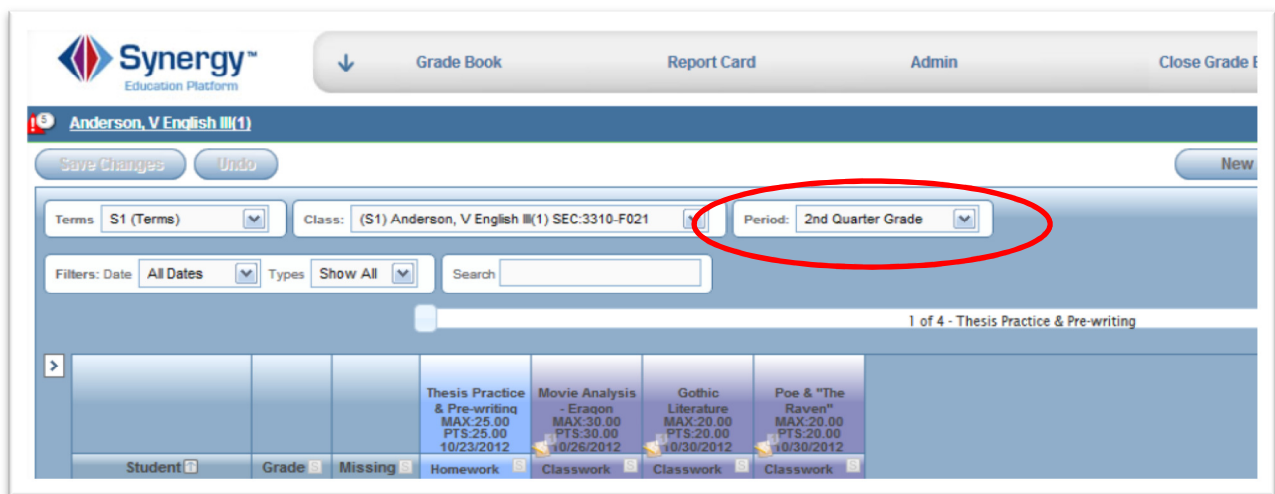 Synergy™
Education Platform
Grade Book Report Card Admin Close Grade B
5
Anderson, V English III(1)
Save Changes Undo New
Terms S1 (Terms) Class: (S1) Anderson, V English III(1) SEC:3310-F021 Period: 2nd Quarter Grade
Filters: Date All Dates Types Show All Search
1 of 4 - Thesis Practice & Pre-writing
Thesis Practice
& Pre-writing
MAX:25.00
PTS:25.00
10/23/2012
Movie Analysis
- Eragon
MAX:30.00
PTS:30.00
10/26/2012
Gothic
Literature
MAX:20.00
PTS:20.00
10/30/2012
Poe & "The
Raven"
MAX:20.00
PTS:20.00
10/30/2012
Student Grade S Missing S Homework S Classwork S Classwork S Classwork S